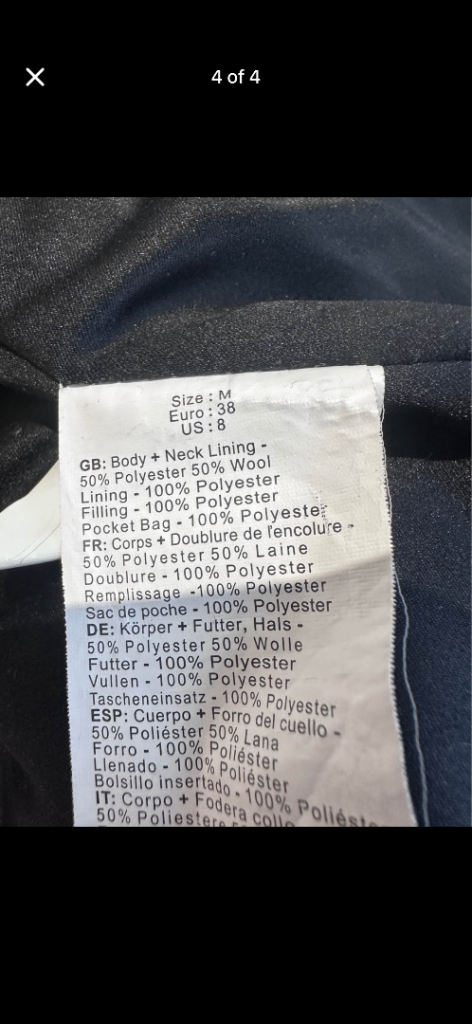 4 of 4
Size : M
Euro : 38
US : 8
GB: Body + Neck Lining -
50% Polyester 50% Wool
Lining - 100% Polyester
Filling - 100% Polyester
Pocket Bag - 100% Polyester
FR: Corps + Doublure de l'encolure -
50% Polyester 50% Laine
Doublure - 100% Polyester
Remplissage -100% Polyester
Sac de poche - 100% Polyester
DE: Körper + Futter, Hals -
50% Polyester 50% Wolle
Futter - 100% Polyester
Vullen - 100% Polyester
Tascheneinsatz - 100% Polyester
ESP: Cuerpo + Forro del cuello -
50% Poliéster 50% Lana
Forro - 100% Poliéster
Llenado - 100% Poliéster
Bolsillo insertado - 100% Poliéste
IT: Corpo + Fodera collo
50% Poliestere